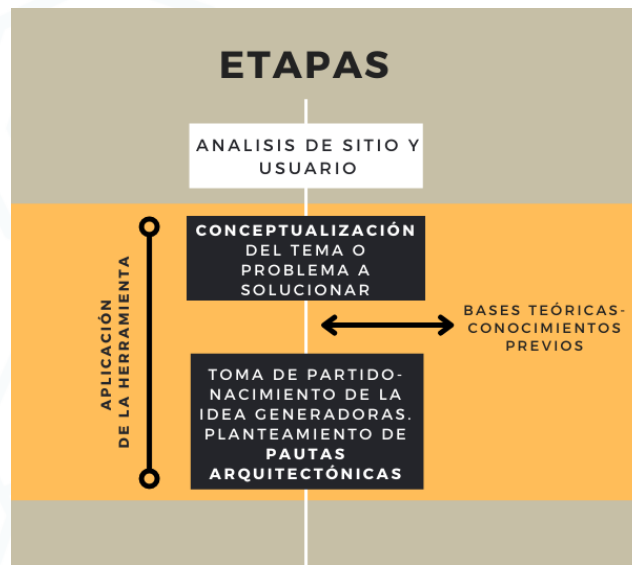 ETAPAS
ANALISIS DE SITIO Y
USUARIO
CONCEPTUALIZACIÓN
DEL TEMA O
PROBLEMA A
SOLUCIONAR
BASES TEÓRICAS-
CONOCIMIENTOS
PREVIOS
APLICACIÓN
DE LA HERRAMIENTA
TOMA DE PARTIDO-
NACIMIENTO DE LA
IDEA GENERADORAS.
PLANTEAMIENTO DE
PAUTAS
ARQUITECTÓNICAS